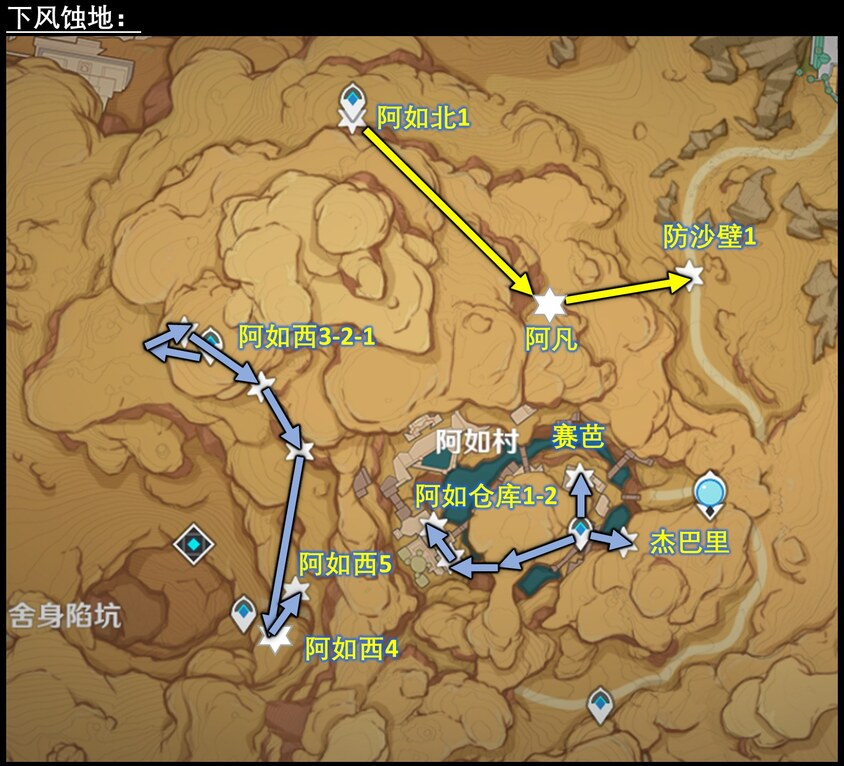 下风蚀地：
阿如北1
防沙壁1
阿凡
阿如西3-2-1
阿如村
赛芭
阿如仓库1-2
杰巴里
阿如西5
舍身陷坑
阿如西4